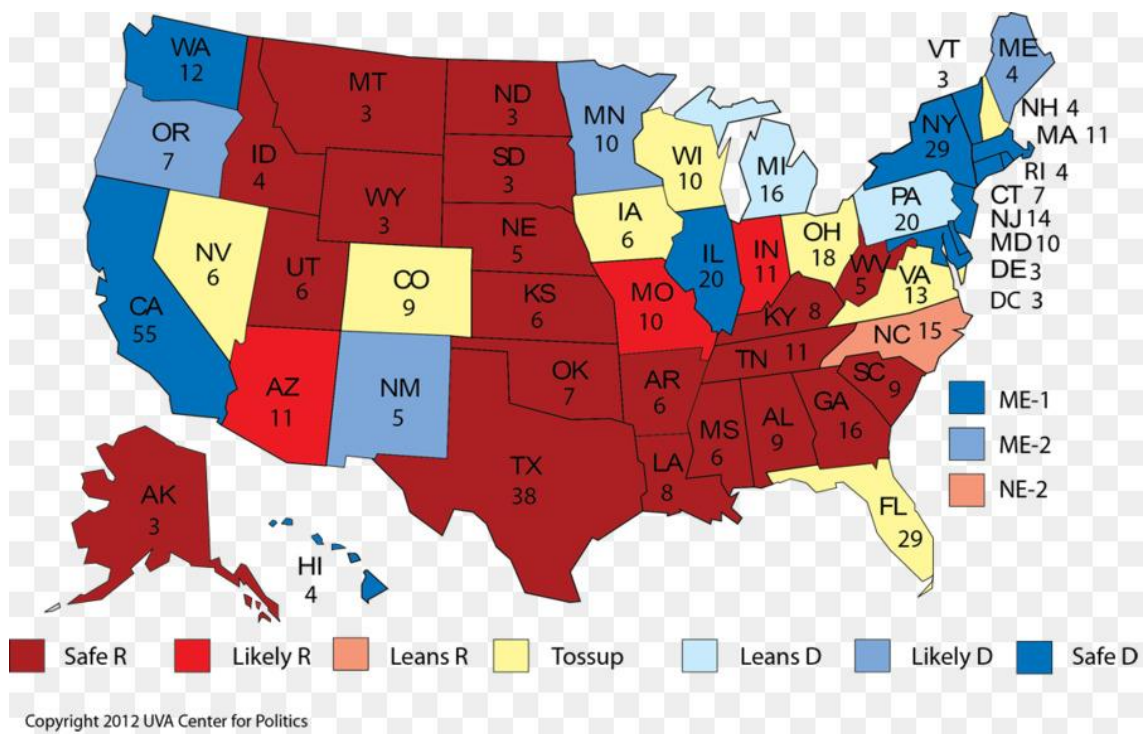 WA
12
MT
3
ND
3
MN
10
VT
3
ME
4
OR
7
ID
4
SD
3
WI
10
MI
16
NY
29
NH 4
MA 11
RI 4
CT 7
NJ 14
MD 10
DE 3
DC 3
WY
3
NE
5
IA
6
PA
20
NV
6
UT
6
CO
9
KS
6
MO
10
IL
20
IN
11
OH
18
WV
5
VA
13
KY 8
CA
55
AZ
11
NM
5
OK
7
AR
6
TN 11
NC 15
SC
9
MS
6
AL
9
GA
16
TX
38
LA
8
FL
29
AK
3
HI
4
ME-1
ME-2
NE-2
Safe R
Likely R
Leans R
Tossup
Leans D
Likely D
Safe D
Copyright 2012 UVA Center for Politics